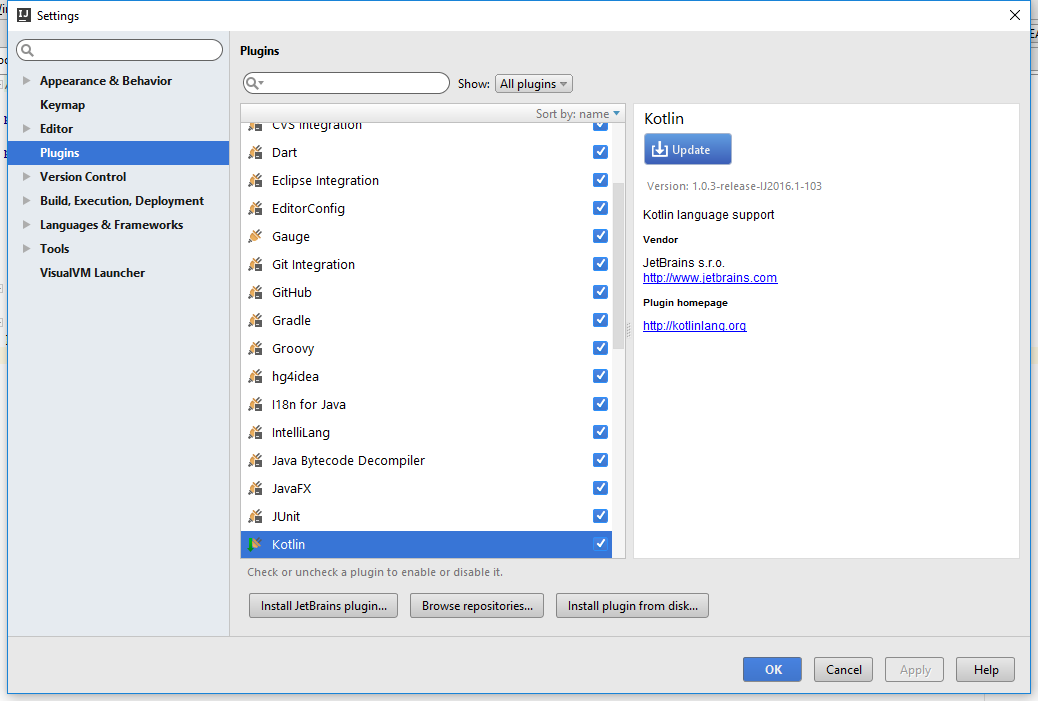 Settings
Appearance & Behavior
Keymap
Editor
Plugins
Version Control
Build, Execution, Deployment
Languages & Frameworks
Tools
VisualVM Launcher
Plugins
Show: All plugins
Sort by: name
CVS Integration
Dart
Eclipse Integration
EditorConfig
Gauge
Git Integration
GitHub
Gradle
Groovy
hg4idea
I18n for Java
IntelliLang
Java Bytecode Decompiler
JavaFX
JUnit
Kotlin
Check or uncheck a plugin to enable or disable it.
Install JetBrains plugin... Browse repositories... Install plugin from disk...
Kotlin
Update
Version: 1.0.3-release-IJ2016.1-103
Kotlin language support
Vendor
JetBrains s.r.o.
http://www.jetbrains.com
Plugin homepage
http://kotlinlang.org
OK Cancel Apply Help